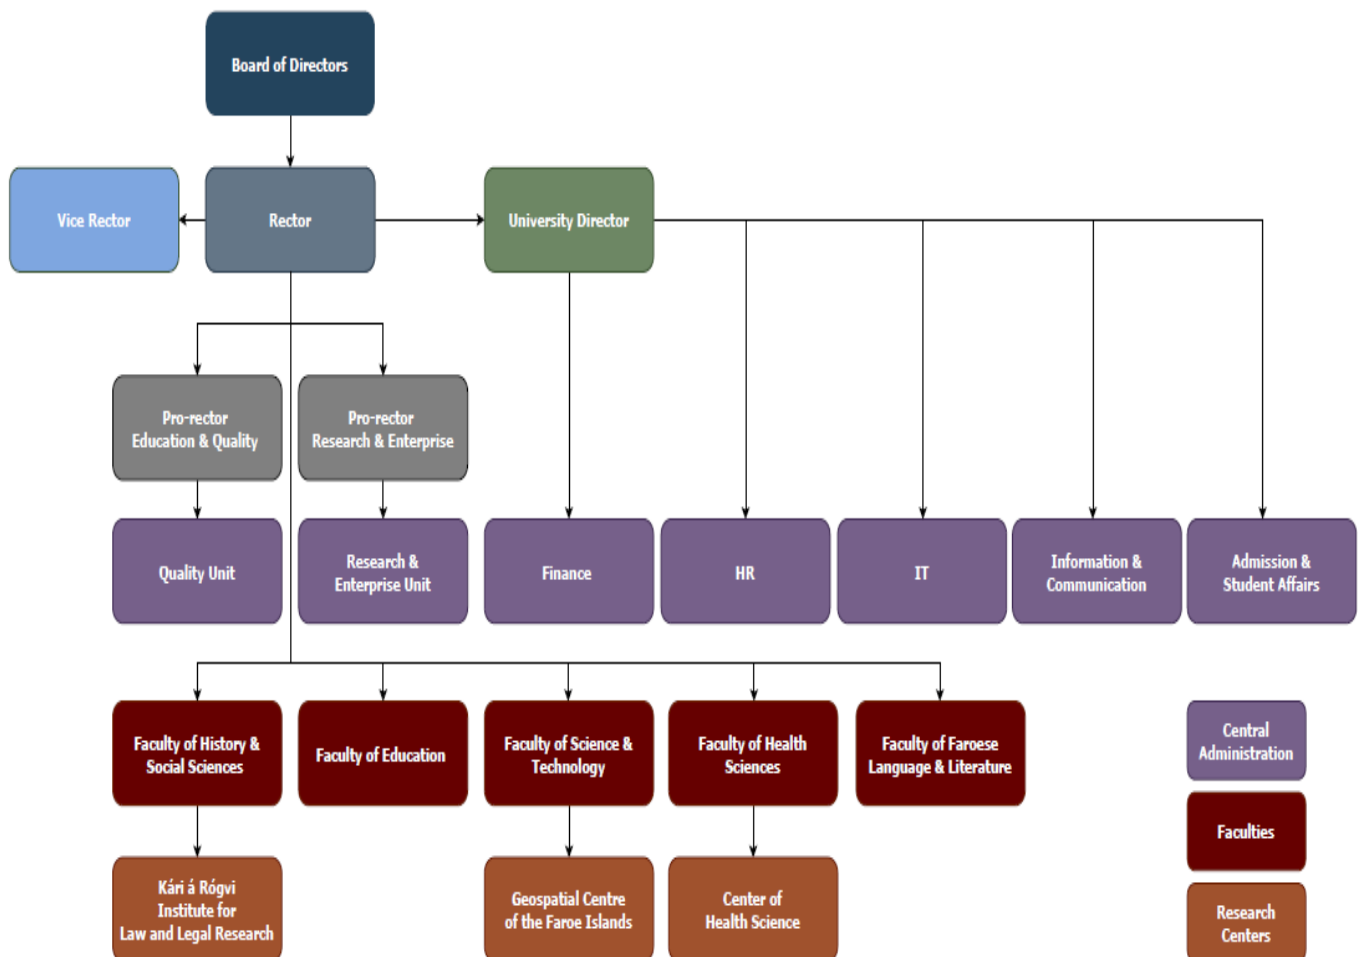 Board of Directors
Vice Rector
Rector
University Director
Pro-rector
Education & Quality
Pro-rector
Research & Enterprise
Quality Unit
Research &
Enterprise Unit
Finance
HR
IT
Information &
Communication
Admission &
Student Affairs
Faculty of History &
Social Sciences
Faculty of Education
Faculty of Science &
Technology
Faculty of Health
Sciences
Faculty of Faroese
Language & Literature
Kári á Rógvi
Institute for
Law and Legal Research
Geospatial Centre
of the Faroe Islands
Center of
Health Science
Central
Administration
Faculties
Research
Centers